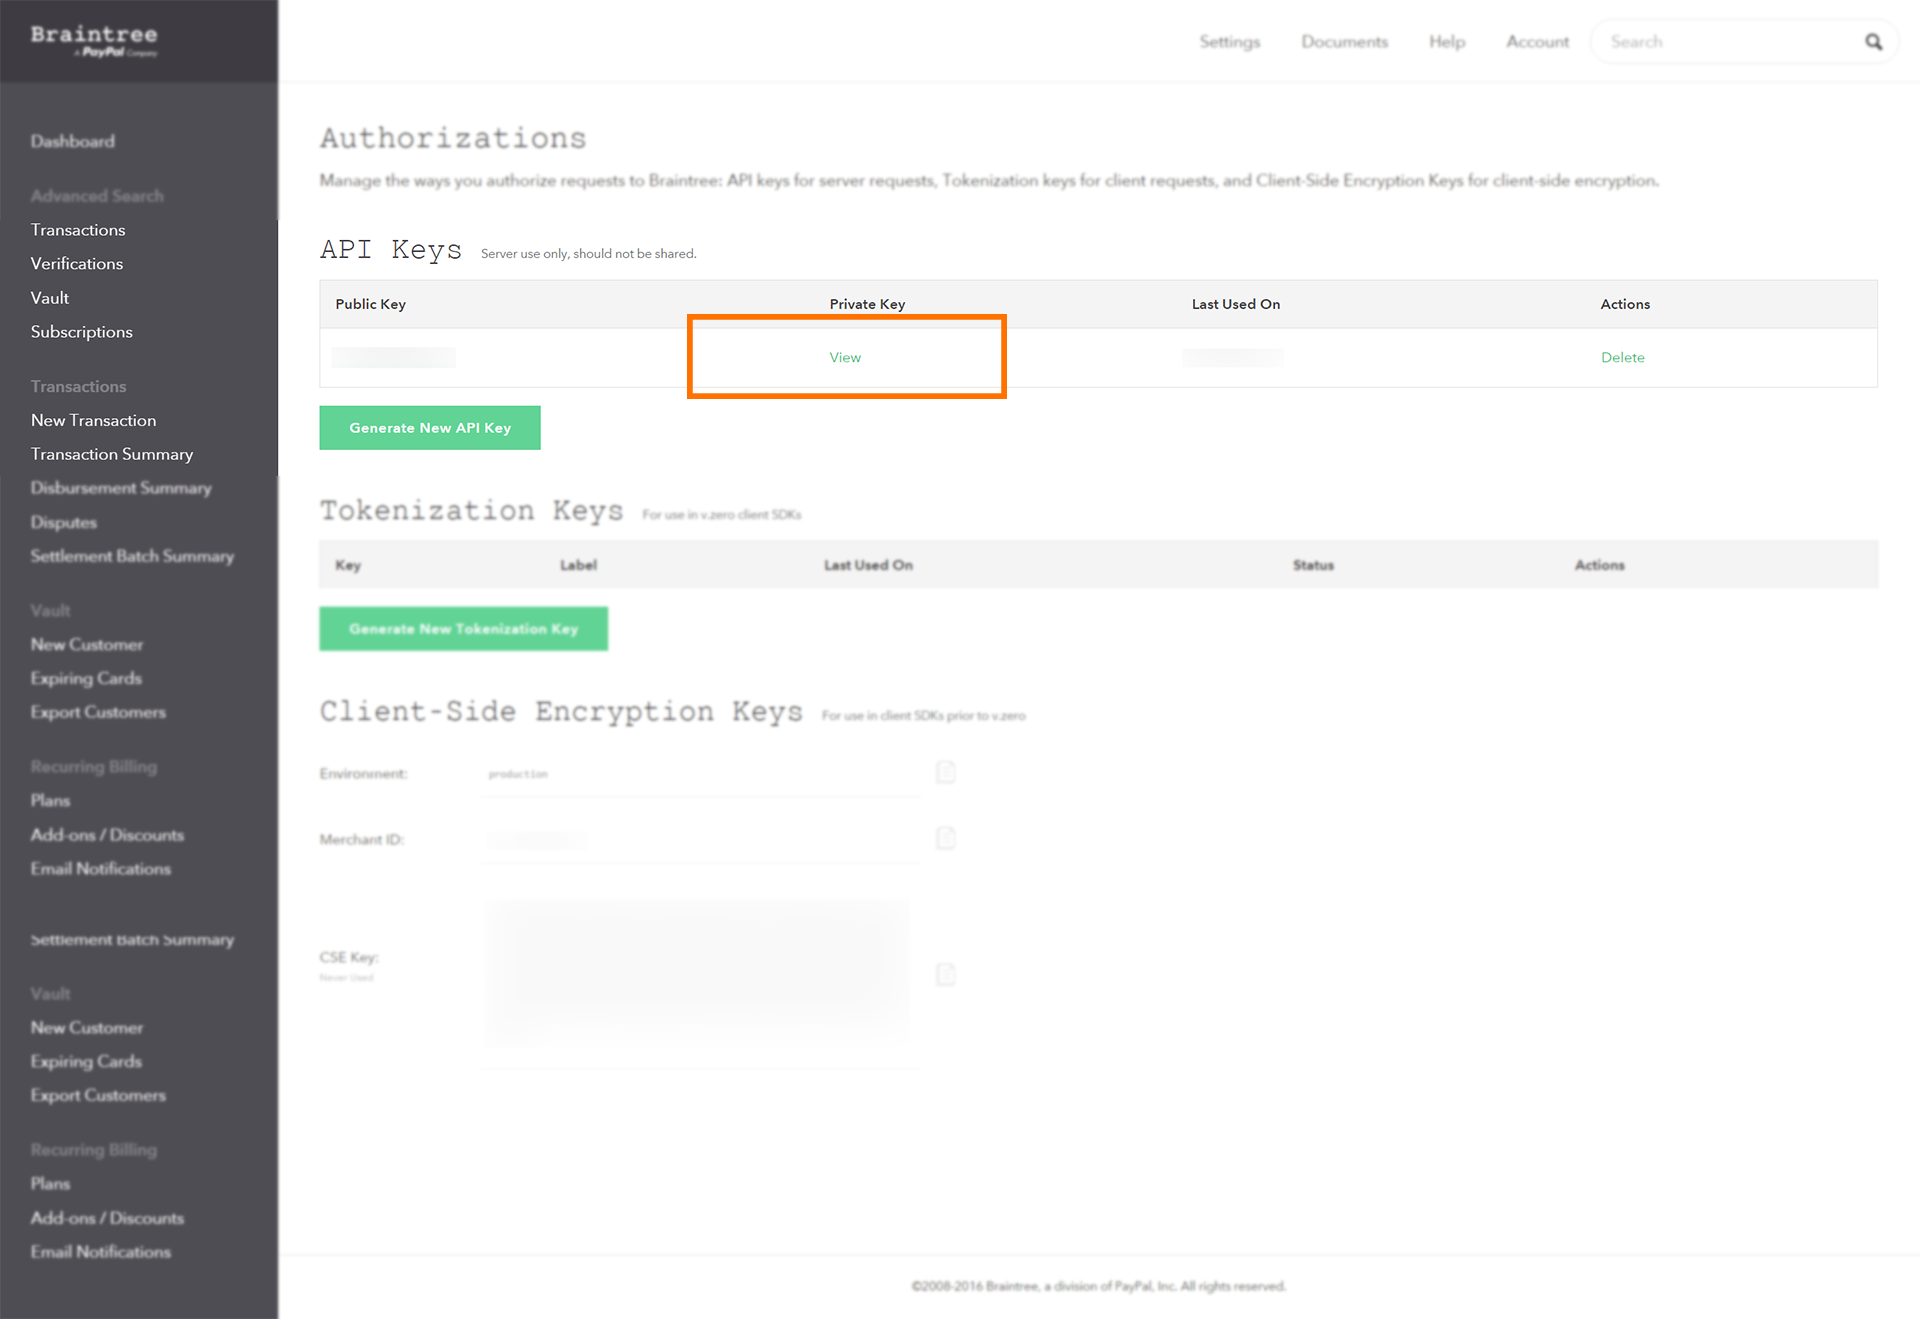 Braintree
A PayPal Company
Settings Documents Help Account Search
Dashboard
Advanced Search
Transactions
Verifications
Vault
Subscriptions
Transactions
New Transaction
Transaction Summary
Disbursement Summary
Disputes
Settlement Batch Summary
Vault
New Customer
Expiring Cards
Export Customers
Recurring Billing
Plans
Add-ons / Discounts
Email Notifications
Settlement Batch Summary
Vault
New Customer
Expiring Cards
Export Customers
Recurring Billing
Plans
Add-ons / Discounts
Email Notifications
Authorizations
Manage the ways you authorize requests to Braintree: API keys for server requests, Tokenization keys for client requests, and Client-Side Encryption Keys for client-side encryption.
API Keys Server use only, should not be shared.
Public Key Private Key Last Used On Actions
View Delete
Generate New API Key
Tokenization Keys For use in v.zero client SDKs
Key Label Last Used On Status Actions
Generate New Tokenization Key
Client-Side Encryption Keys For use in client SDKs prior to v.zero
Environment: production
Merchant ID:
CSE Key:
Never Used
©2008-2016 Braintree, a division of PayPal, Inc. All rights reserved.